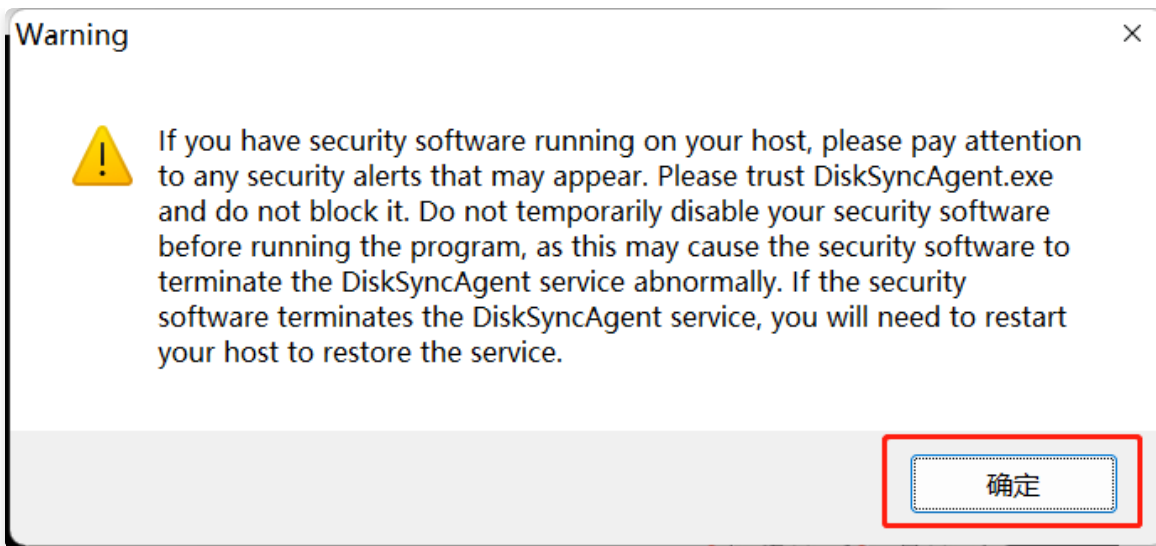 Warning
If you have security software running on your host, please pay attention
to any security alerts that may appear. Please trust DiskSyncAgent.exe
and do not block it. Do not temporarily disable your security software
before running the program, as this may cause the security software to
terminate the DiskSyncAgent service abnormally. If the security
software terminates the DiskSyncAgent service, you will need to restart
your host to restore the service.
确定